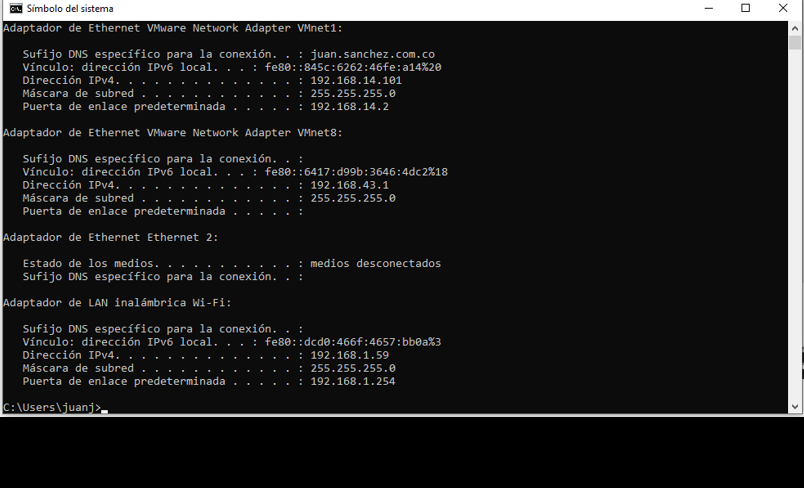 Símbolo del sistema
Adaptador de Ethernet VMware Network Adapter VMnet1:
Sufijo DNS específico para la conexión. . : juan.sanchez.com.co
Vínculo: dirección IPv6 local. . . : fe80::845c:6262:46fe:a14%20
Dirección IPv4. . . . . . . . . . . . . . : 192.168.14.101
Máscara de subred . . . . . . . . . . . . : 255.255.255.0
Puerta de enlace predeterminada . . . . . : 192.168.14.2
Adaptador de Ethernet VMware Network Adapter VMnet8:
Sufijo DNS específico para la conexión. . :
Vínculo: dirección IPv6 local. . . : fe80::6417:d99b:3646:4dc2%18
Dirección IPv4. . . . . . . . . . . . . . : 192.168.43.1
Máscara de subred . . . . . . . . . . . . : 255.255.255.0
Puerta de enlace predeterminada . . . . . :
Adaptador de Ethernet Ethernet 2:
Estado de los medios. . . . . . . . . . . : medios desconectados
Sufijo DNS específico para la conexión. . :
Adaptador de LAN inalámbrica Wi-Fi:
Sufijo DNS específico para la conexión. . :
Vínculo: dirección IPv6 local. . . : fe80::dcd0:466f:4657:bb0a%3
Dirección IPv4. . . . . . . . . . . . . . : 192.168.1.59
Máscara de subred . . . . . . . . . . . . : 255.255.255.0
Puerta de enlace predeterminada . . . . . : 192.168.1.254
C:\Users\juanj>